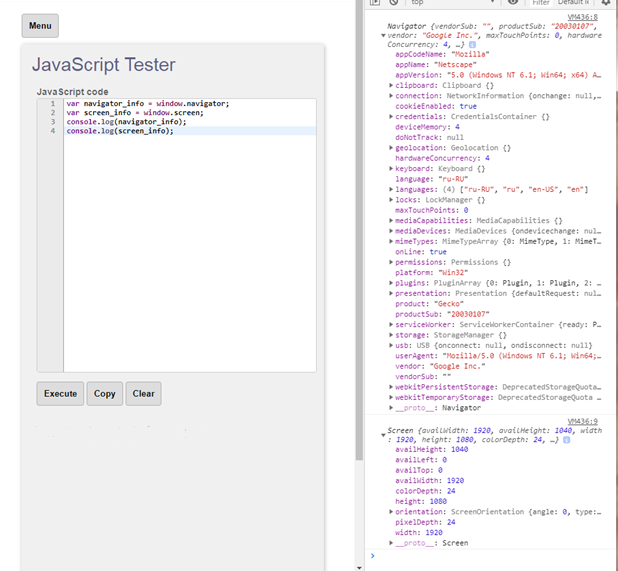 Menu
JavaScript Tester
JavaScript code
1 var navigator_info = window.navigator;
2 var screen_info = window.screen;
3 console.log(navigator_info);
4 console.log(screen_info);
Execute Copy Clear
top Filter
VM436:8
Navigator {vendorSub: "", productSub: "20030107",
vendor: "Google Inc.", maxTouchPoints: 0, hardware
Concurrency: 4, …}
appCodeName: "Mozilla"
appName: "Netscape"
appVersion: "5.0 (Windows NT 6.1; Win64; x64) A…
clipboard: Clipboard {}
connection: NetworkInformation {onchange: null,…
cookieEnabled: true
credentials: CredentialsContainer {}
deviceMemory: 4
doNotTrack: null
geolocation: Geolocation {}
hardwareConcurrency: 4
keyboard: Keyboard {}
language: "ru-RU"
languages: (4) ["ru-RU", "ru", "en-US", "en"]
locks: LockManager {}
maxTouchPoints: 0
mediaCapabilities: MediaCapabilities {}
mediaDevices: MediaDevices {ondevicechange: nul…
mimeTypes: MimeTypeArray {0: MimeType, 1: MimeT…
onLine: true
permissions: Permissions {}
platform: "Win32"
plugins: PluginArray {0: Plugin, 1: Plugin, 2: …
presentation: Presentation {defaultRequest: null…
product: "Gecko"
productSub: "20030107"
serviceWorker: ServiceWorkerContainer {ready: P…
storage: StorageManager {}
usb: USB {onconnect: null, ondisconnect: null}
userAgent: "Mozilla/5.0 (Windows NT 6.1; Win64;…
vendor: "Google Inc."
vendorSub: ""
webkitPersistentStorage: DeprecatedStorageQuota…
webkitTemporaryStorage: DeprecatedStorageQuota …
__proto__: Navigator
VM436:9
Screen {availWidth: 1920, availHeight: 1040, width
: 1920, height: 1080, colorDepth: 24, …}
availHeight: 1040
availLeft: 0
availTop: 0
availWidth: 1920
colorDepth: 24
height: 1080
orientation: ScreenOrientation {angle: 0, type:…
pixelDepth: 24
width: 1920
__proto__: Screen